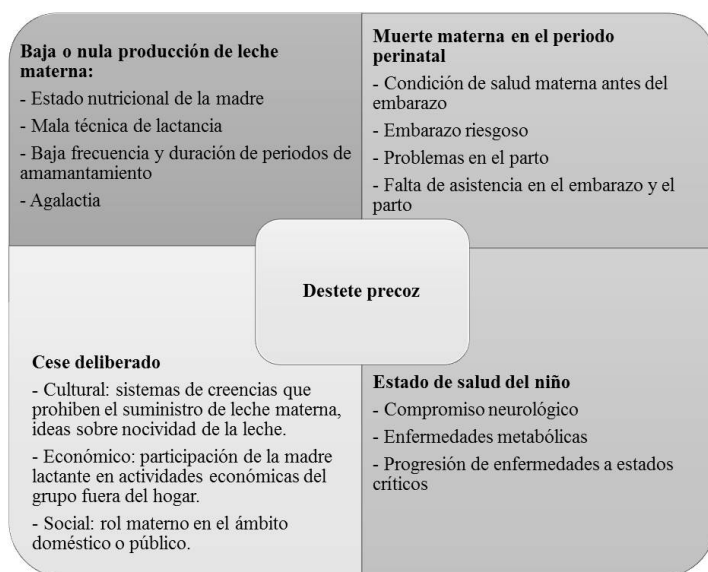 Baja o nula producción de leche
materna:
- Estado nutricional de la madre
- Mala técnica de lactancia
- Baja frecuencia y duración de periodos de
amamantamiento
- Agalactia
Muerte materna en el periodo
perinatal
- Condición de salud materna antes del
embarazo
- Embarazo riesgoso
- Problemas en el parto
- Falta de asistencia en el embarazo y el
parto
Destete precoz
Cese deliberado
- Cultural: sistemas de creencias que
prohiben el suministro de leche materna,
ideas sobre nocividad de la leche.
- Económico: participación de la madre
lactante en actividades económicas del
grupo fuera del hogar.
- Social: rol materno en el ámbito
doméstico o público.
Estado de salud del niño
- Compromiso neurológico
- Enfermedades metabólicas
- Progresión de enfermedades a estados
críticos